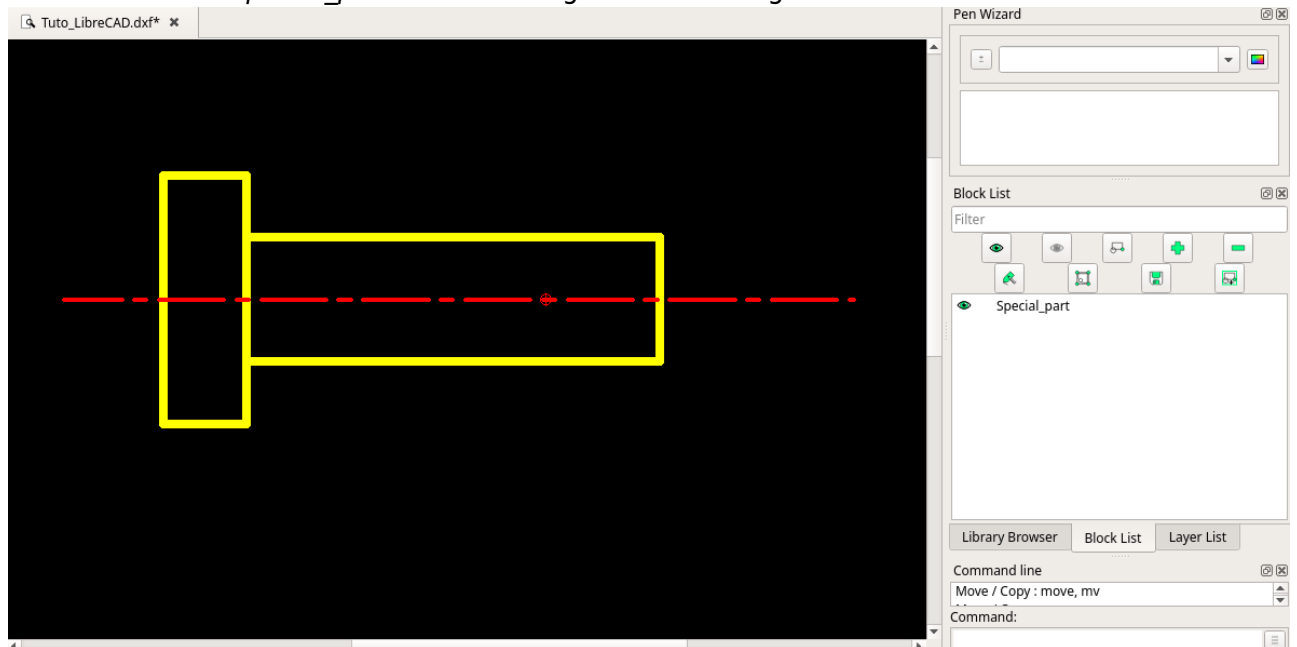 Tuto_LibreCAD.dxf*
Pen Wizard
Block List
Filter
Special_part
Library Browser
Block List
Layer List
Command line
Move / Copy : move, mv
Command: